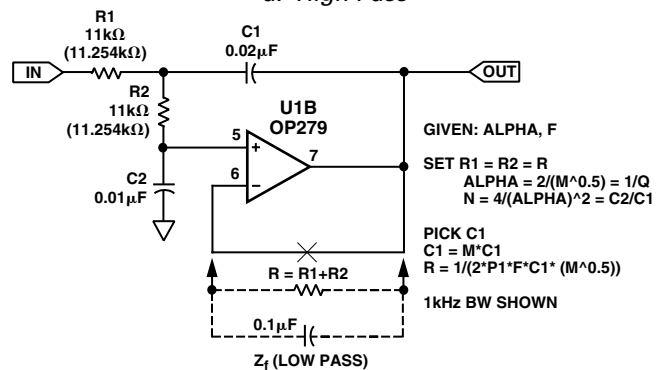 R1
11kΩ
(11.254kΩ)
C1
0.02μF
IN
OUT
R2
11kΩ
(11.254kΩ)
U1B
OP279
5
+
6
−
7
C2
0.01μF
GIVEN: ALPHA, F
SET R1 = R2 = R
ALPHA = 2/(M^0.5) = 1/Q
N = 4/(ALPHA)^2 = C2/C1
PICK C1
C1 = M*C1
R = 1/(2*P1*F*C1* (M^0.5))
1kHz BW SHOWN
R = R1+R2
0.1μF
Zf (LOW PASS)